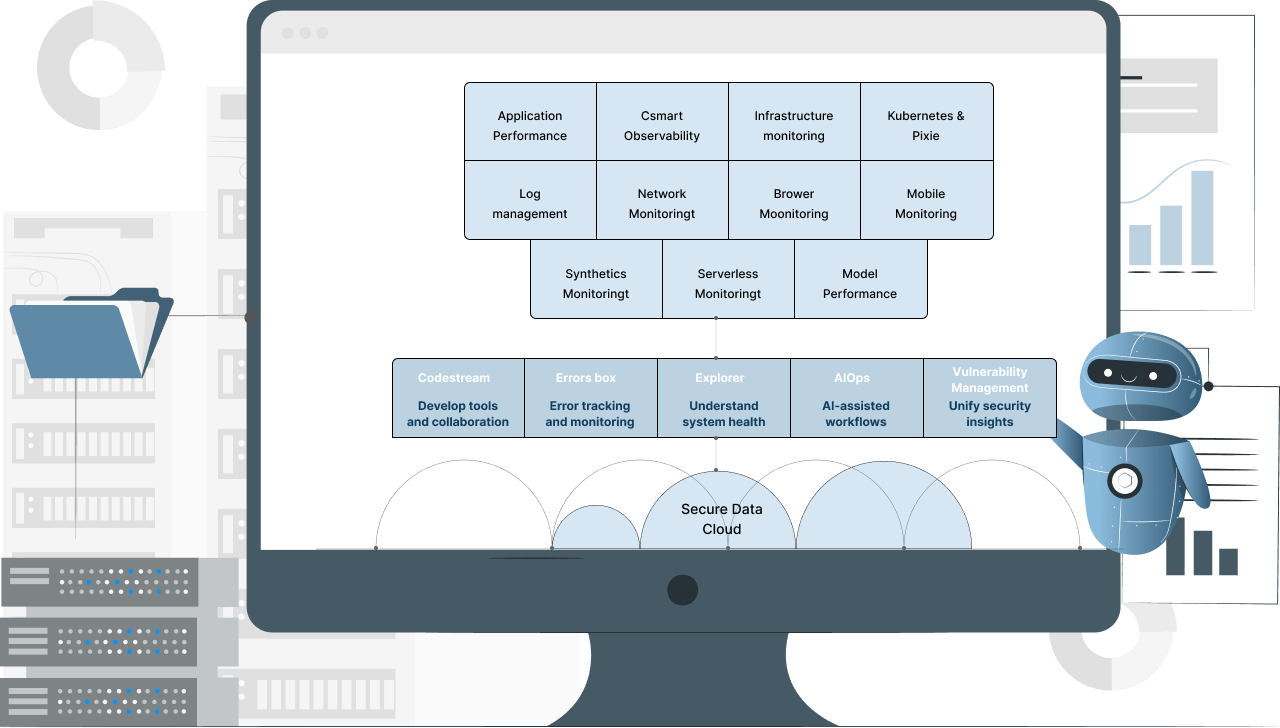 Application
Performance
Csmart
Observability
Infrastructure
monitoring
Kubernetes &
Pixie
Log
management
Network
Monitoringt
Brower
Moonitoring
Mobile
Monitoring
Synthetics
Monitoringt
Serverless
Monitoringt
Model
Performance
Codestream
Develop tools
and collaboration
Errors box
Error tracking
and monitoring
Explorer
Understand
system health
AIOps
AI-assisted
workflows
Vulnerability
Management
Unify security
insights
Secure Data
Cloud